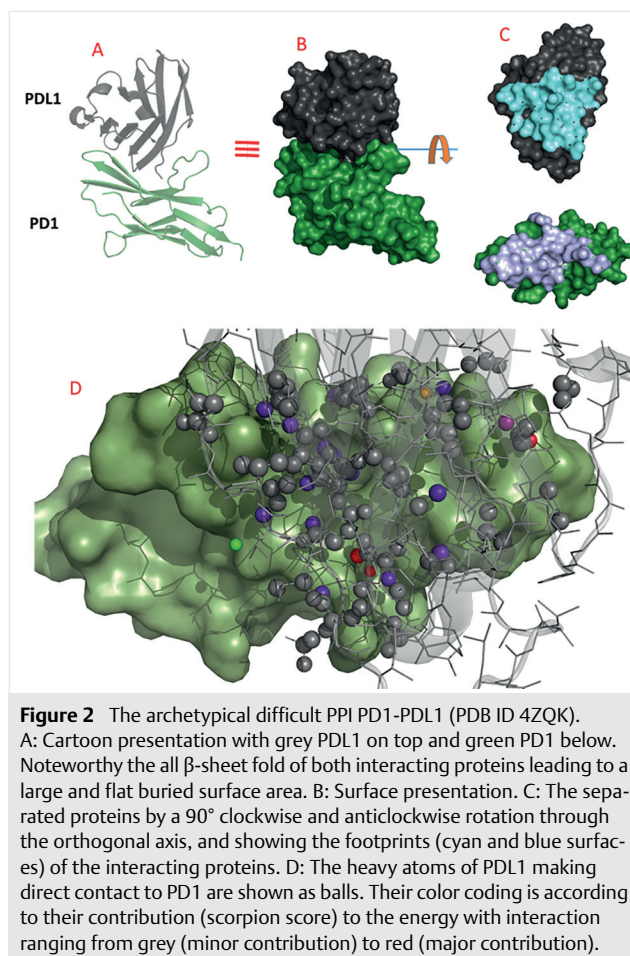 A
B
C
PDL1
PD1
D
Figure 2 The archetypical difficult PPI PD1-PDL1 (PDB ID 4ZQK).
A: Cartoon presentation with grey PDL1 on top and green PD1 below.
Noteworthy the all β-sheet fold of both interacting proteins leading to a
large and flat buried surface area. B: Surface presentation. C: The sepa-
rated proteins by a 90° clockwise and anticlockwise rotation through
the orthogonal axis, and showing the footprints (cyan and blue surfac-
es) of the interacting proteins. D: The heavy atoms of PDL1 making
direct contact to PD1 are shown as balls. Their color coding is according
to their contribution (scorpion score) to the energy with interaction
ranging from grey (minor contribution) to red (major contribution).